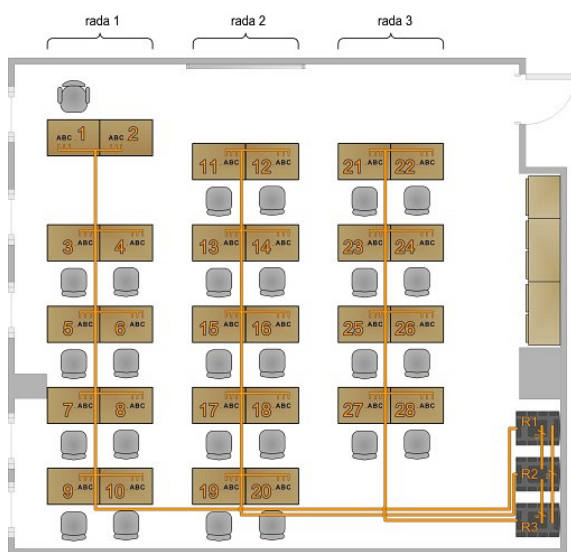 rada 1 rada 2 rada 3
ABC 1 ABC 2
11 .ABC 12 .ABC 21 .ABC 22 .ABC
3 .ABC 4 .ABC 13 .ABC 14 .ABC 23 .ABC 24 .ABC
5 .ABC 6 .ABC 15 .ABC 16 .ABC 25 .ABC 26 .ABC
7 ABC 8 ABC 17 .ABC 18 .ABC 27 .ABC 28 .ABC
R1
R2
9 ABC 10 ABC 19 .ABC 20 .ABC
R3